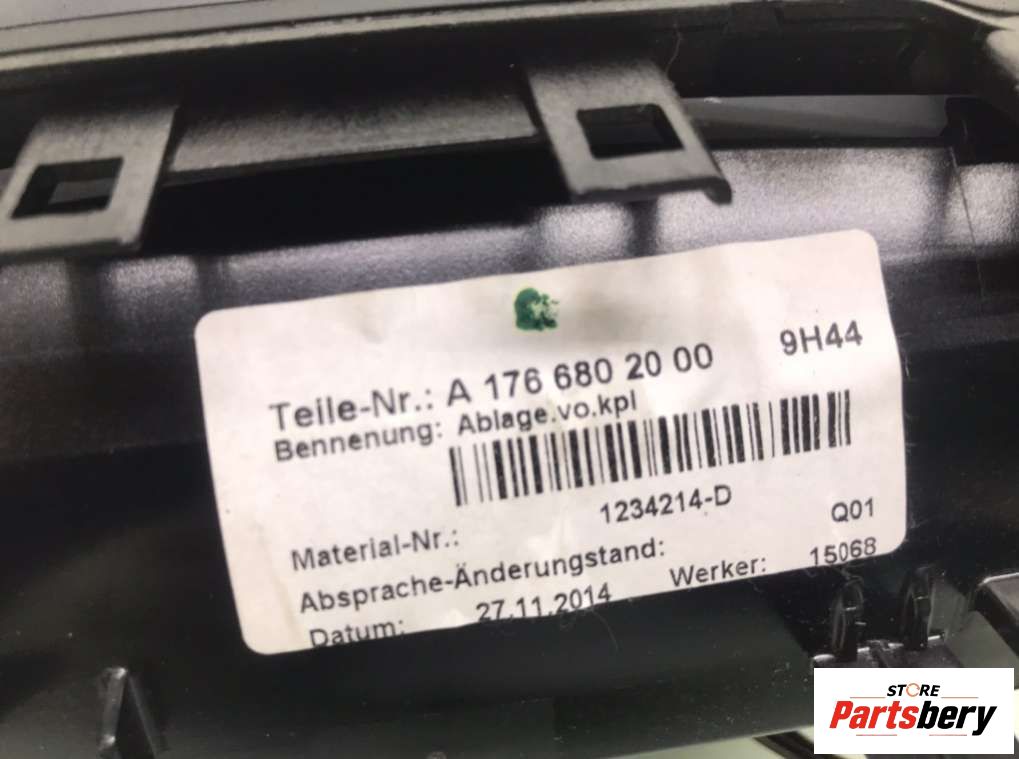 Teile-Nr.: A 176 680 20 00 9H44
Bennenung: Ablage.vo.kpl
Material-Nr.: 1234214-D
Absprache-Änderungstand: Q01
Datum: 27.11.2014 Werker: 15068
STORE
Partsbery